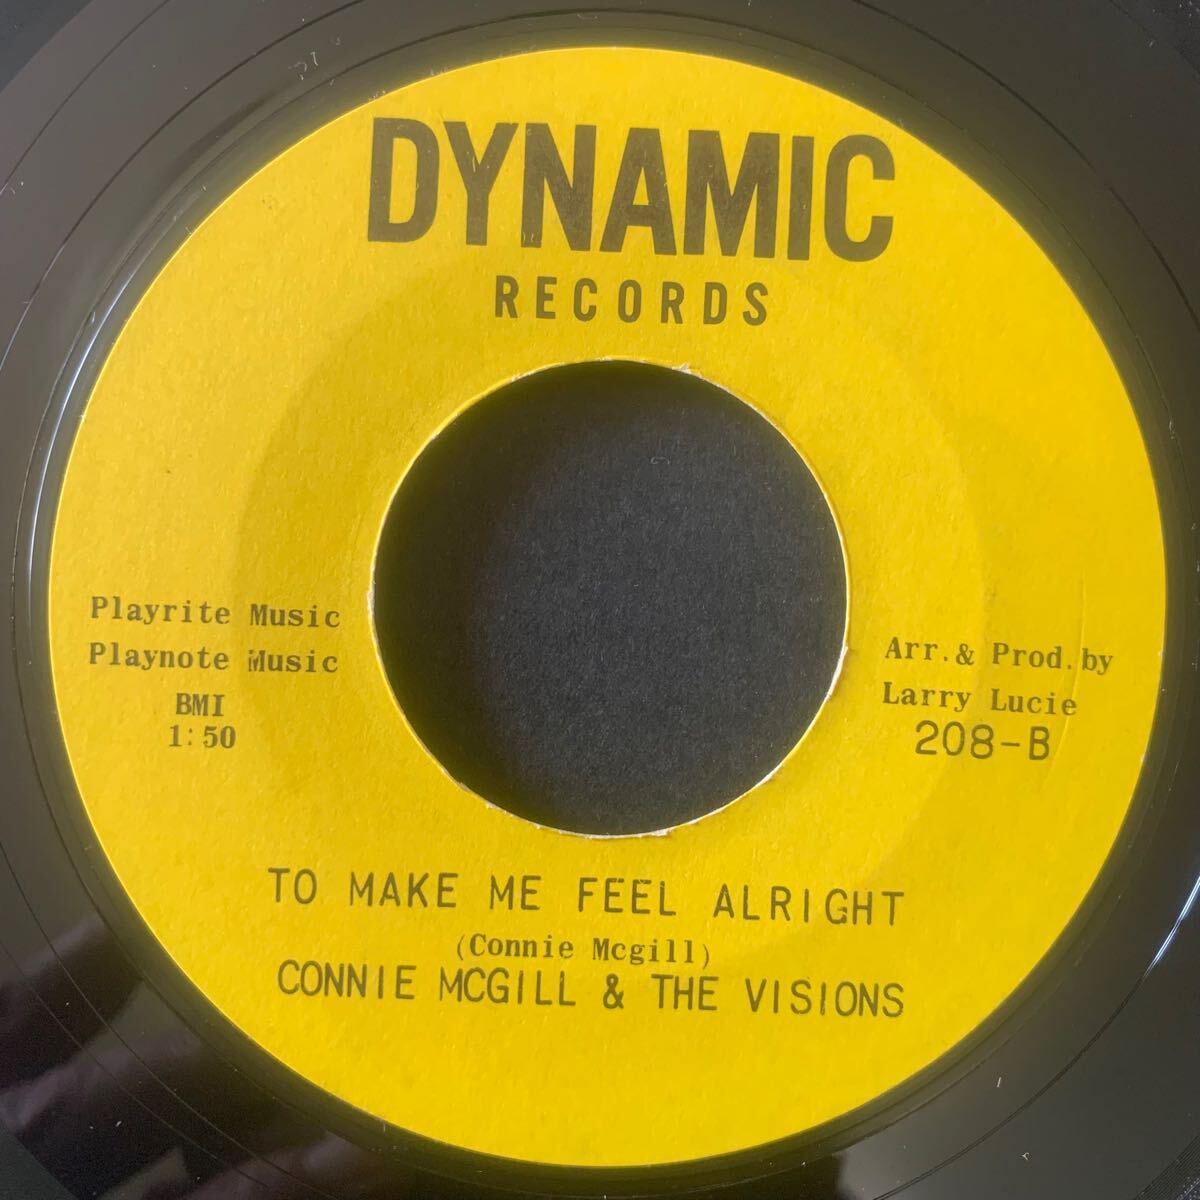 DYNAMIC
RECORDS
Playrite Music
Playnote Music
BMI
1:50
Arr. & Prod. by
Larry Lucie
208-B
TO MAKE ME FEEL ALRIGHT
(Connie Mcgill)
CONNIE MCGILL & THE VISIONS